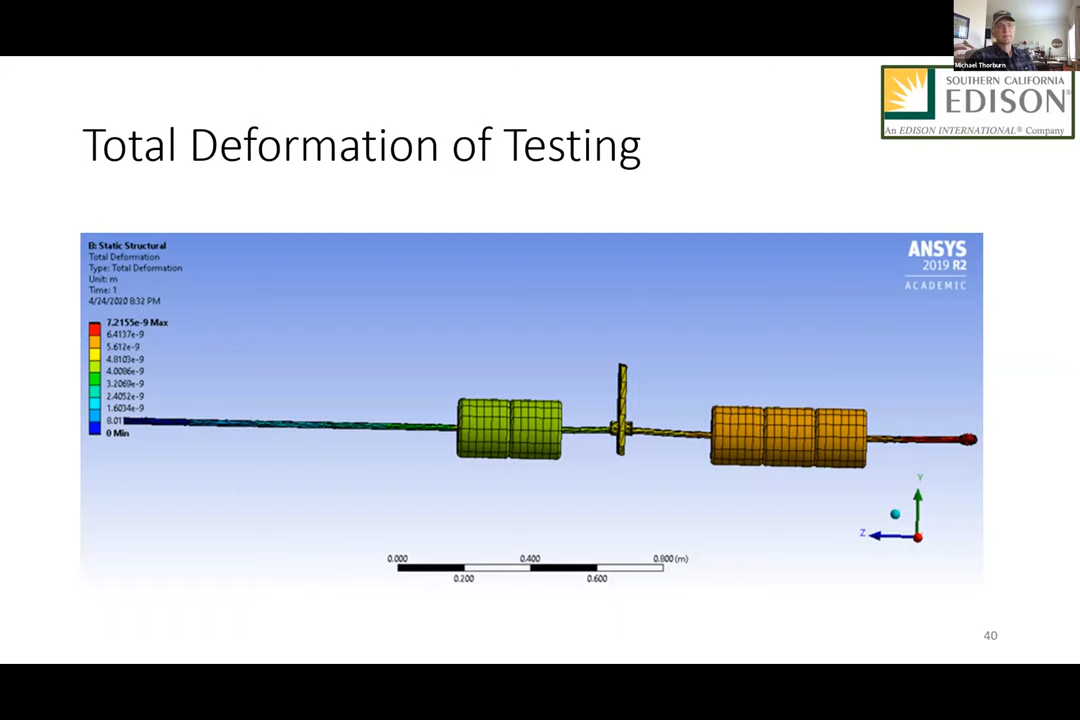 Michael Thorburn
SOUTHERN CALIFORNIA
EDISON®
An EDISON INTERNATIONAL® Company
Total Deformation of Testing
B: Static Structural
Total Deformation
Type: Total Deformation
Unit: m
Time: 1
4/24/2020 8:32 PM
ANSYS
2019 R2
ACADEMIC
7.2155e-9 Max
6.4137e-9
5.612e-9
4.8103e-9
4.0086e-9
3.2069e-9
2.4052e-9
1.6034e-9
8.01
0 Min
Y
Z
0.000 0.400 0.800 (m)
0.200 0.600
40